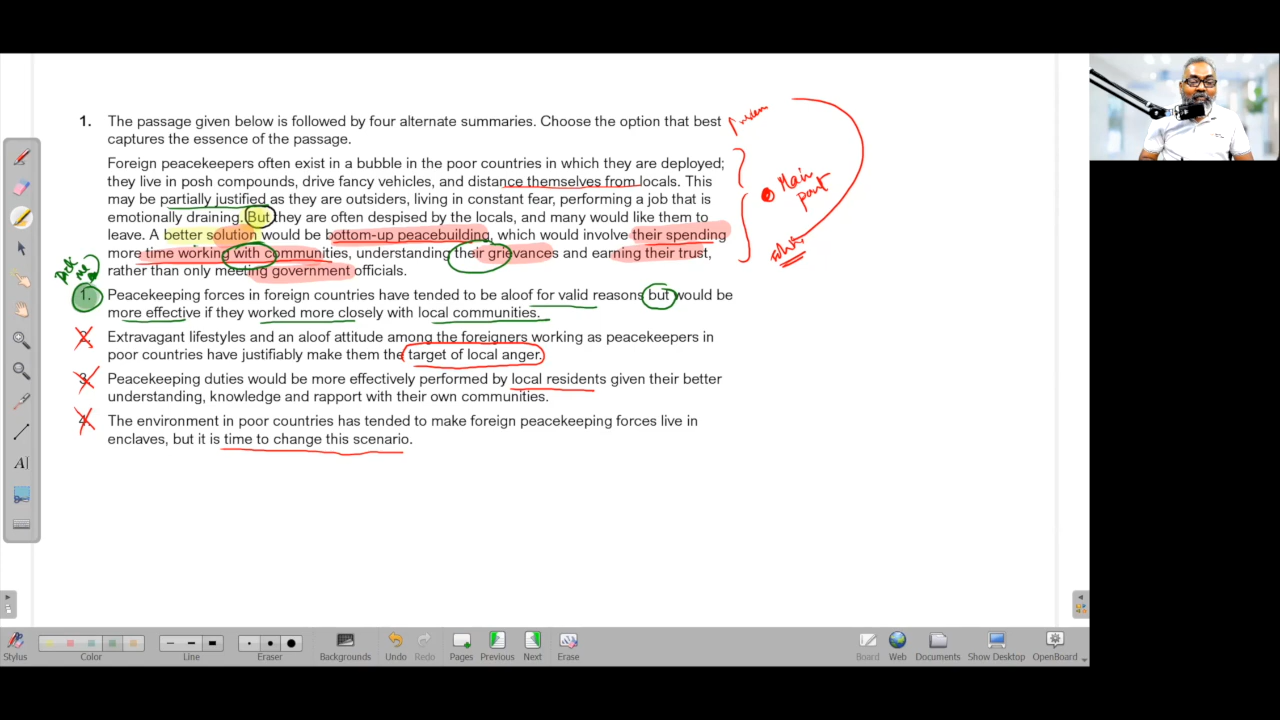 1. The passage given below is followed by four alternate summaries. Choose the option that best
captures the essence of the passage.
Foreign peacekeepers often exist in a bubble in the poor countries in which they are deployed;
they live in posh compounds, drive fancy vehicles, and distance themselves from locals. This
may be partially justified as they are outsiders, living in constant fear, performing a job that is
emotionally draining. But they are often despised by the locals, and many would like them to
leave. A better solution would be bottom-up peacebuilding, which would involve their spending
more time working with communities, understanding their grievances and earning their trust,
rather than only meeting government officials.
1. Peacekeeping forces in foreign countries have tended to be aloof for valid reasons but would be
more effective if they worked more closely with local communities.
2. Extravagant lifestyles and an aloof attitude among the foreigners working as peacekeepers in
poor countries have justifiably make them the target of local anger.
3. Peacekeeping duties would be more effectively performed by local residents given their better
understanding, knowledge and rapport with their own communities.
4. The environment in poor countries has tended to make foreign peacekeeping forces live in
enclaves, but it is time to change this scenario.
Main
point
Stylus Color Line Eraser Backgrounds Undo Redo Pages Previous Next Erase Board Web Documents Show Desktop OpenBoard